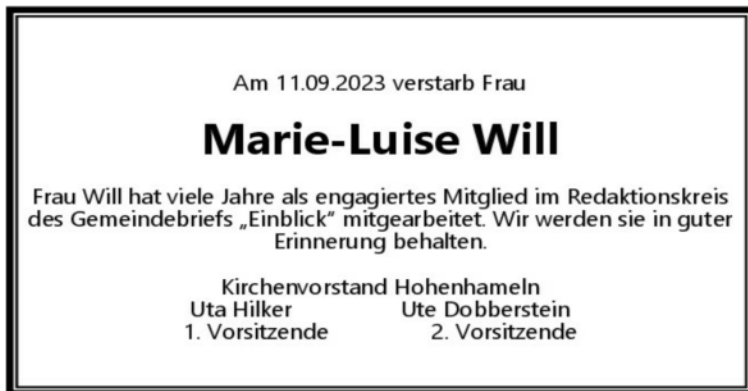 Am 11.09.2023 verstarb Frau
Marie-Luise Will
Frau Will hat viele Jahre als engagiertes Mitglied im Redaktionskreis
des Gemeindebriefs „Einblick“ mitgearbeitet. Wir werden sie in guter
Erinnerung behalten.
Kirchenvorstand Hohenhameln
Uta Hilker Ute Dobberstein
1. Vorsitzende 2. Vorsitzende